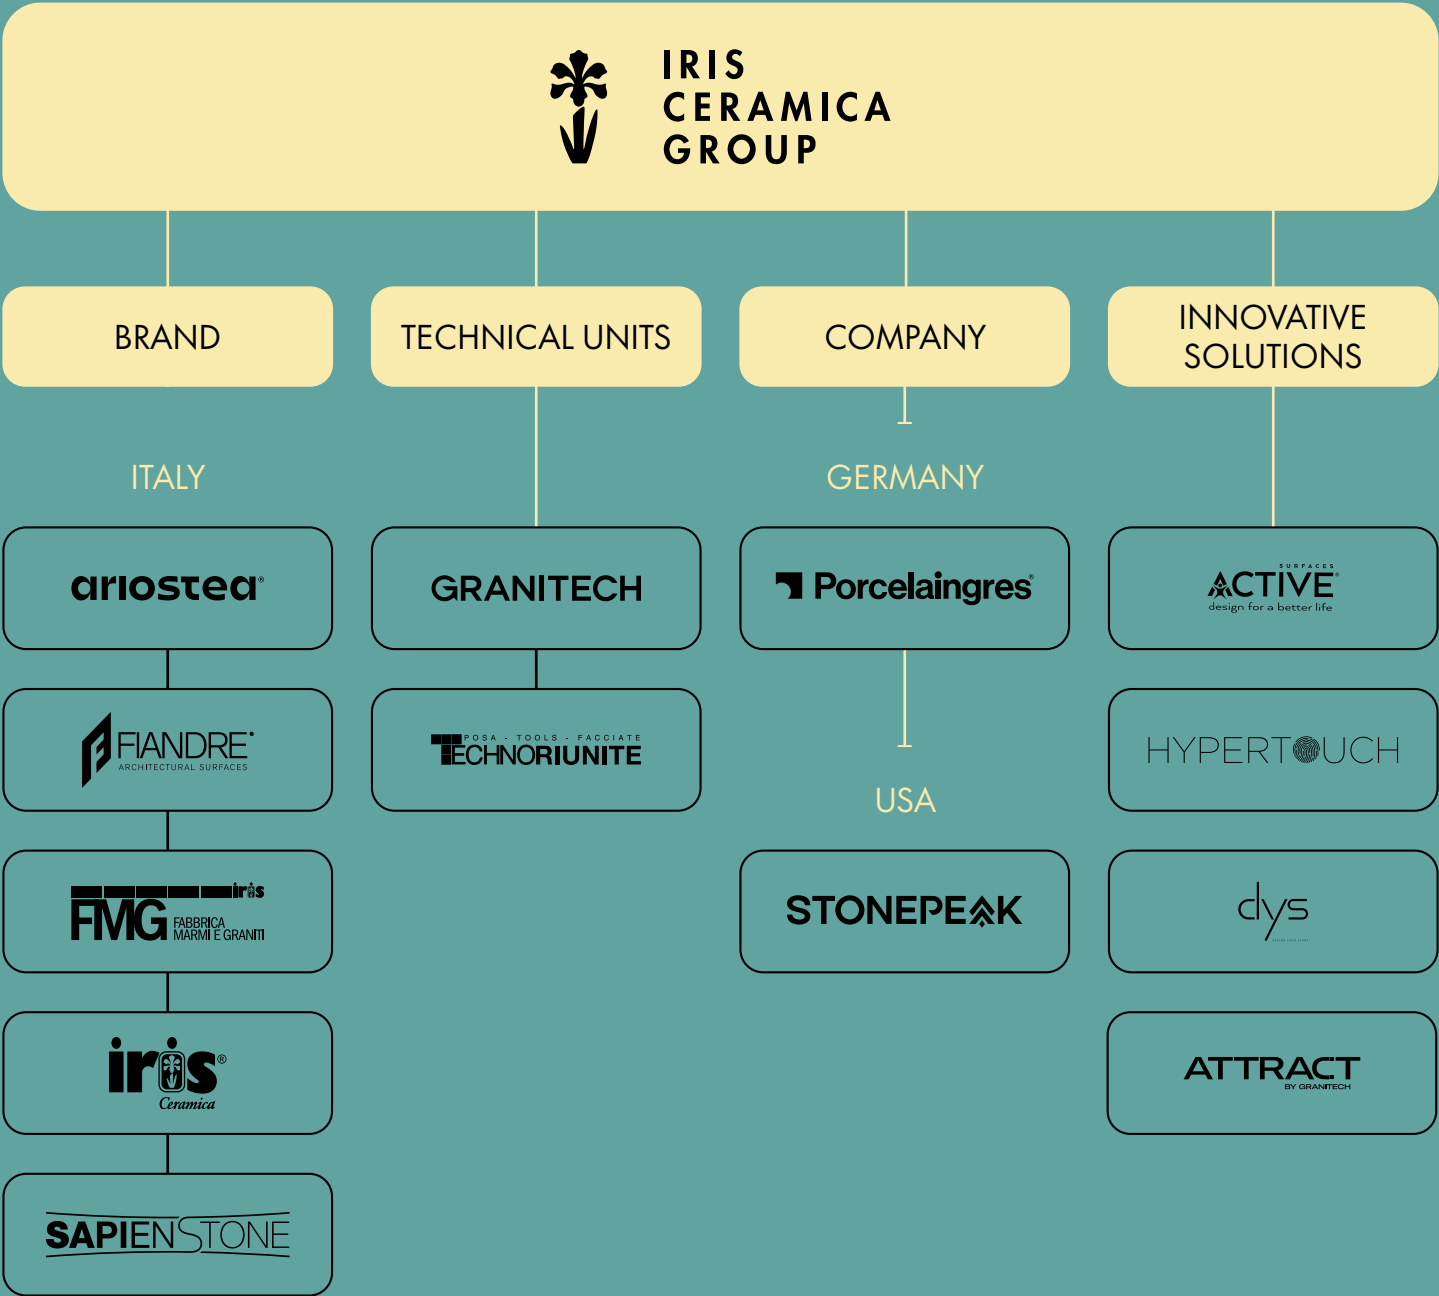 IRIS
CERAMICA
GROUP
BRAND
TECHNICAL UNITS
COMPANY
INNOVATIVE
SOLUTIONS
ITALY
GERMANY
ariostea®
GRANITECH
Porcelaingres®
SURFACES
ACTIVE®
design for a better life
FIANDRE
ARCHITECTURAL SURFACES
POSA - TOOLS - FACCIATE
TECHNORIUNITE
HYPERTOUCH
USA
iris
FMG FABBRICA
MARMI E GRANITI
STONEPEAK
dys
iris®
Ceramica
ATTRACT
BY GRANITECH
SAPIENSTONE